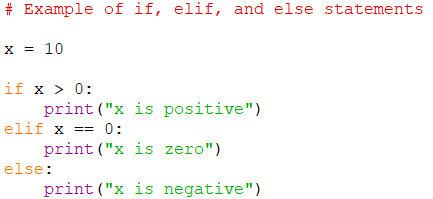 # Example of if, elif, and else statements
x = 10
if x > 0:
    print("x is positive")
elif x == 0:
    print("x is zero")
else:
    print("x is negative")